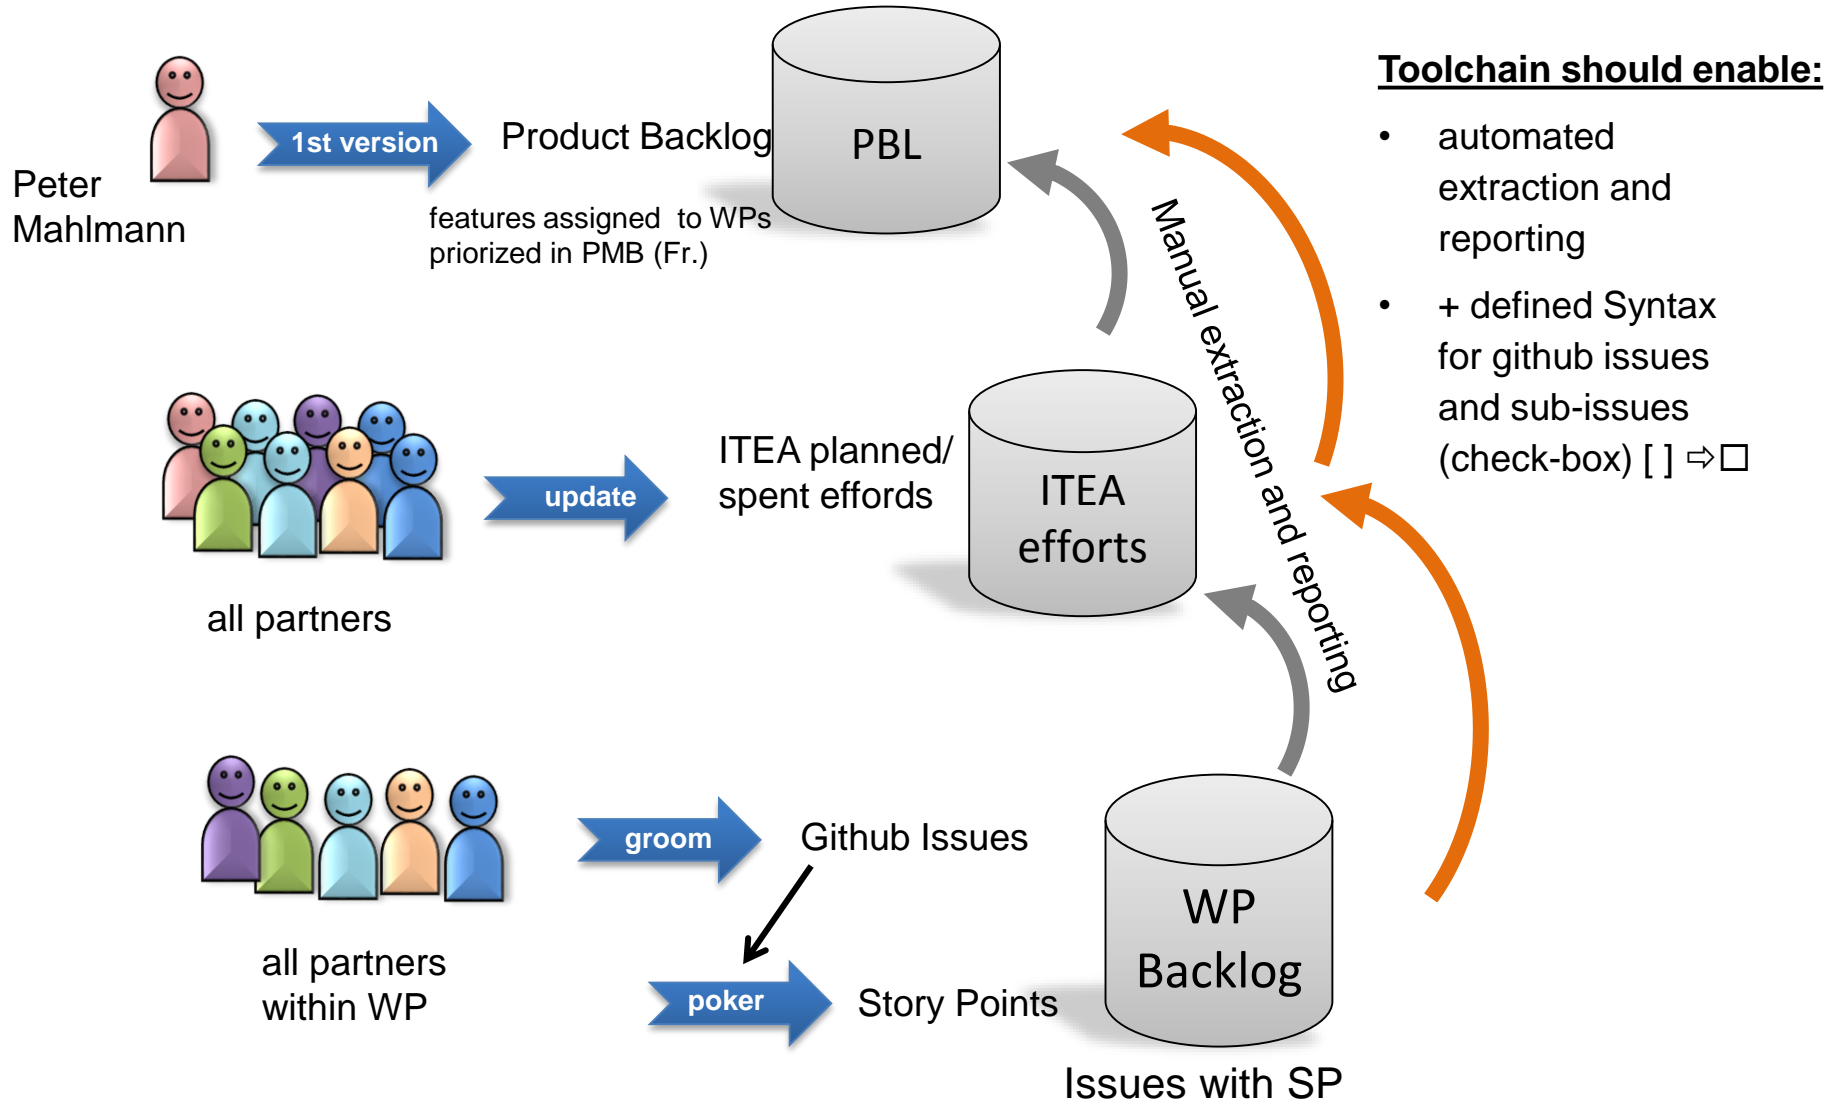 Peter
Mahlmann
1st version
Product Backlog
features assigned  to WPs
priorized in PMB (Fr.)
PBL
Toolchain should enable:
• automated
extraction and
reporting
• + defined Syntax
for github issues
and sub-issues
(check-box) [ ] ⇨□
Manual extraction and reporting
all partners
update
ITEA planned/
spent effords
ITEA
efforts
all partners
within WP
groom
Github Issues
poker
Story Points
WP
Backlog
Issues with SP